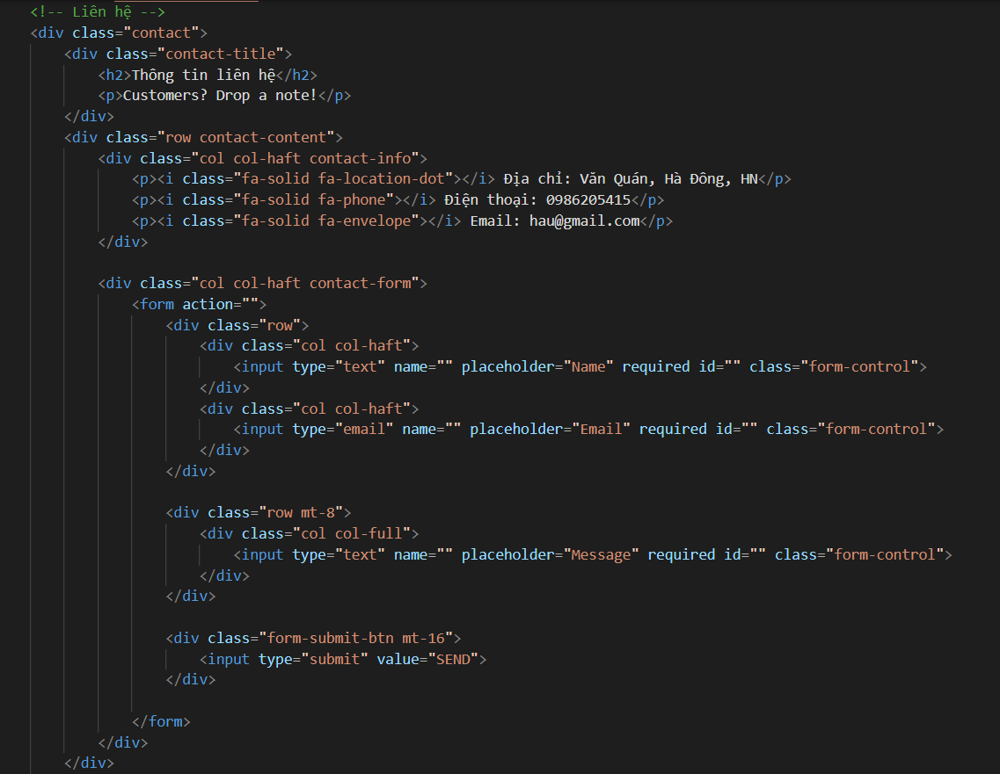 <!-- Liên hệ -->
<div class="contact">
<div class="contact-title">
<h2>Thông tin liên hệ</h2>
<p>Customers? Drop a note!</p>
</div>
<div class="row contact-content">
<div class="col col-haft contact-info">
<p><i class="fa-solid fa-location-dot"></i> Địa chỉ: Văn Quán, Hà Đông, HN</p>
<p><i class="fa-solid fa-phone"></i> Điện thoại: 0986205415</p>
<p><i class="fa-solid fa-envelope"></i> Email: hau@gmail.com</p>
</div>
<div class="col col-haft contact-form">
<form action="">
<div class="row">
<div class="col col-haft">
<input type="text" name="" placeholder="Name" required id="" class="form-control">
</div>
<div class="col col-haft">
<input type="email" name="" placeholder="Email" required id="" class="form-control">
</div>
</div>
<div class="row mt-8">
<div class="col col-full">
<input type="text" name="" placeholder="Message" required id="" class="form-control">
</div>
</div>
<div class="form-submit-btn mt-16">
<input type="submit" value="SEND">
</div>
</form>
</div>
</div>